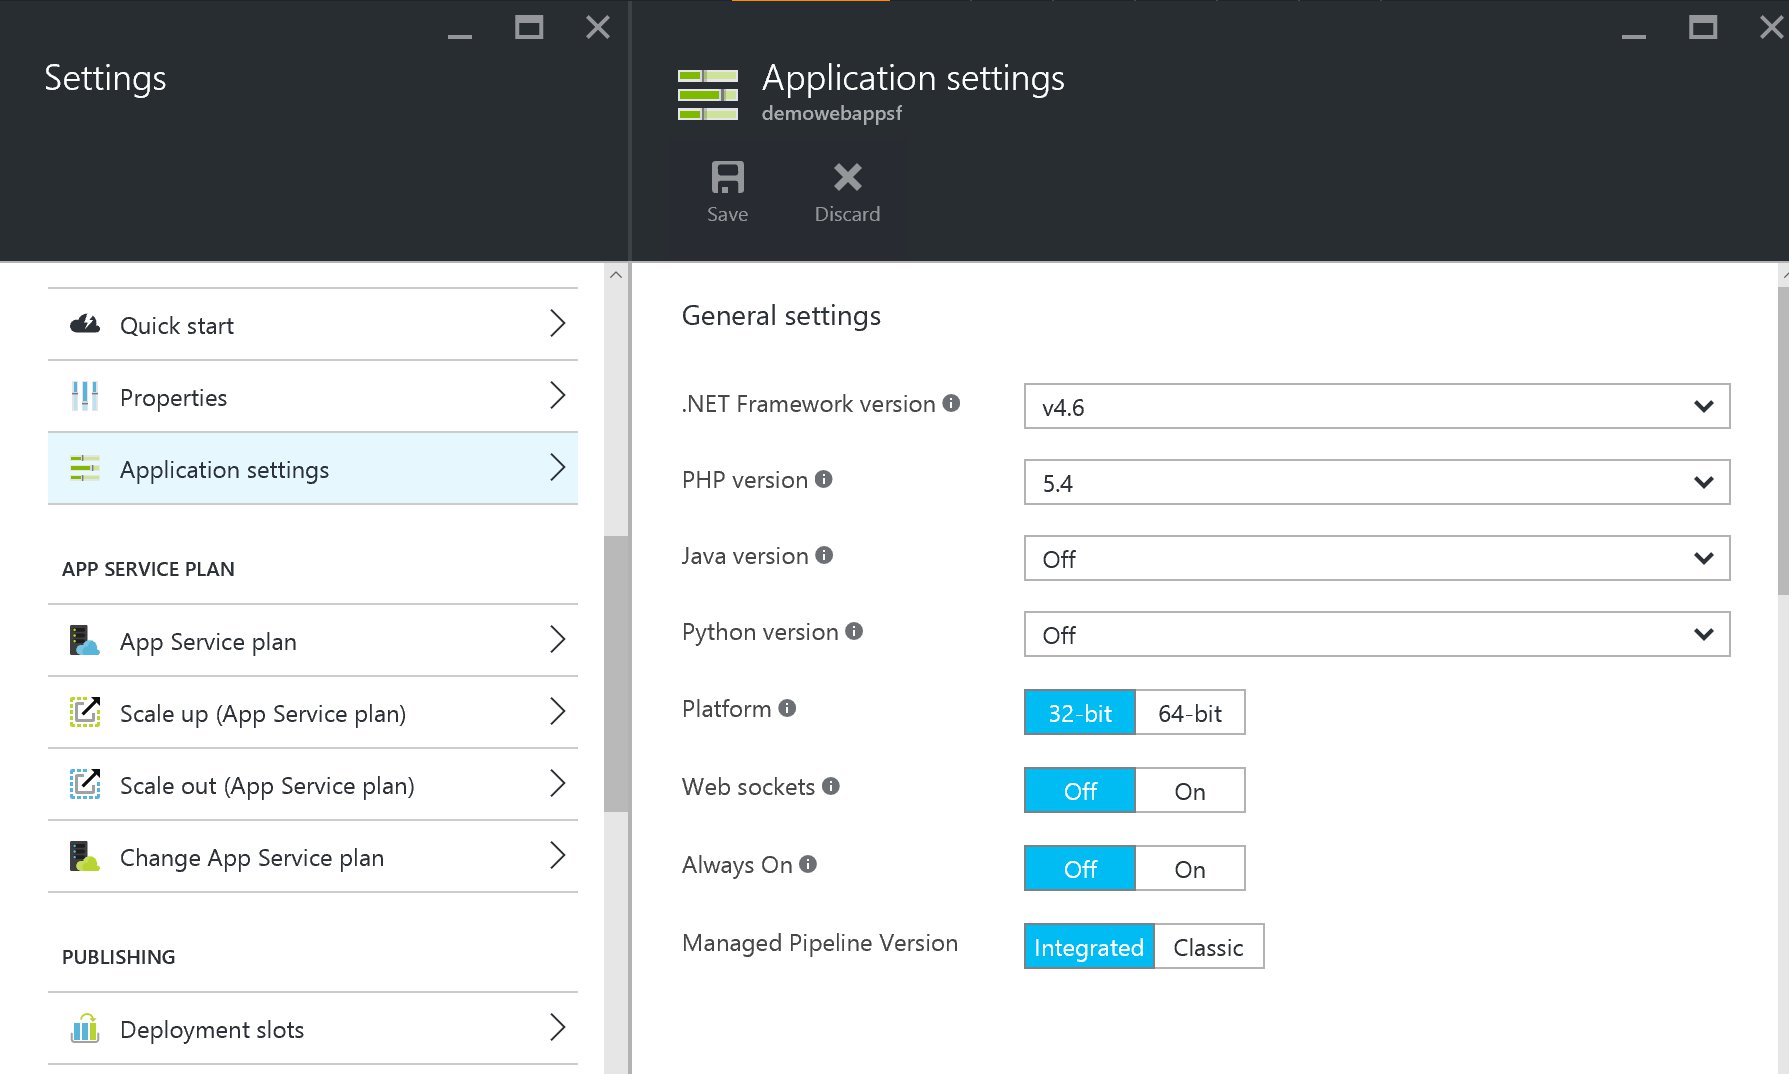 Settings
Quick start
Properties
Application settings
APP SERVICE PLAN
App Service plan
Scale up (App Service plan)
Scale out (App Service plan)
Change App Service plan
PUBLISHING
Deployment slots
Application settings
demowebappsf
Save Discard
General settings
.NET Framework version v4.6
PHP version 5.4
Java version Off
Python version Off
Platform 32-bit 64-bit
Web sockets Off On
Always On Off On
Managed Pipeline Version Integrated Classic